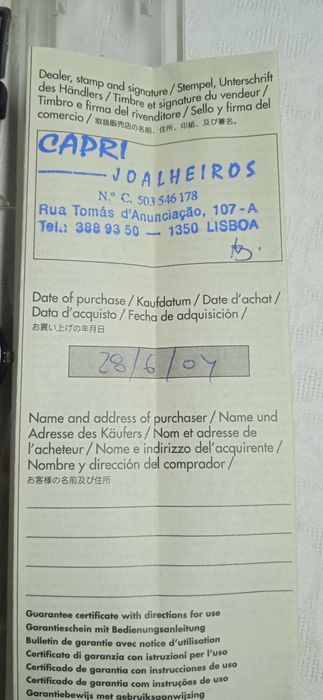 Dealer, stamp and signature / Stempel, Unterschrift
des Händlers / Timbre et signature du vendeur /
Timbro e firma del rivenditore / Sello y firma del
comercio / 取扱販売店の名前、住所、印紙、及び署名。
CAPRI
JOALHEIROS
N.º C. 503 546 178
Rua Tomás d'Anunciação, 107-A
Tel.: 388 93 50 — 1350 LISBOA
Date of purchase / Kaufdatum / Date d'achat /
Data d'acquisto / Fecha de adquisición /
お買い上げの年月日
28/6/04
Name and address of purchaser / Name und
Adresse des Käufers / Nom et adresse de
l'acheteur / Nome e indirizzo del'acquirente /
Nombre y dirección del comprador /
お客様の名前及び住所
Guarantee certificate with directions for use
Garantieschein mit Bedienungsanleitung
Bulletin de garantie avec notice d'utilisation
Certificato di garanzia con istruzioni per l'uso
Certificado de garantía con instrucciones de uso
Certificado de garantia com instruções de uso
Garantiebewijs met gebruiksaanwijzing